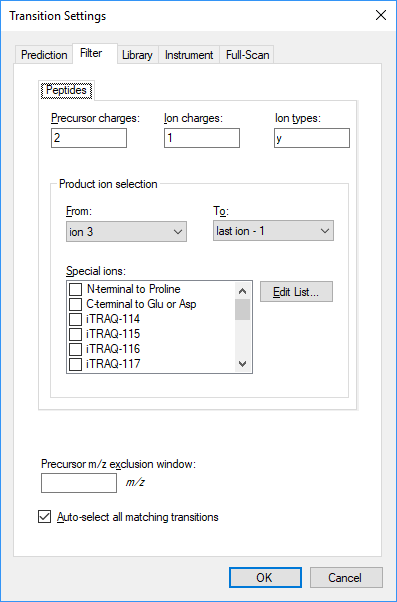 Transition Settings
Prediction Filter Library Instrument Full-Scan
Peptides
Precursor charges: Ion charges: Ion types:
2 1 y
Product ion selection
From: To:
ion 3 last ion - 1
Special ions:
N-terminal to Proline
C-terminal to Glu or Asp
iTRAQ-114
iTRAQ-115
iTRAQ-116
iTRAQ-117
Edit List...
Precursor m/z exclusion window:
m/z
Auto-select all matching transitions
OK Cancel